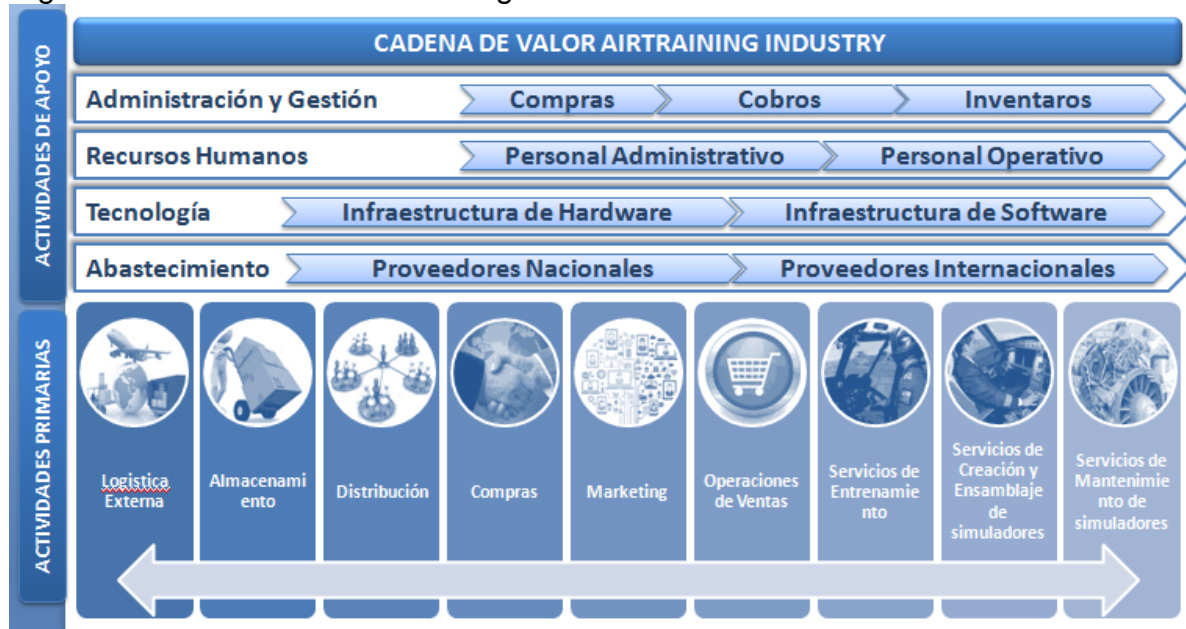 CADENA DE VALOR AIRTRAINING INDUSTRY
ACTIVIDADES DE APOYO
Administración y Gestión
Compras
Cobros
Inventaros
Recursos Humanos
Personal Administrativo
Personal Operativo
Tecnología
Infraestructura de Hardware
Infraestructura de Software
Abastecimiento
Proveedores Nacionales
Proveedores Internacionales
ACTIVIDADES PRIMARIAS
Logistica
Externa
Almacenami
ento
Distribución
Compras
Marketing
Operaciones
de Ventas
Servicios de
Entrenamie
nto
Servicios de
Creación y
Ensamblaje
de
simuladores
Servicios de
Mantenimie
nto de
simuladores